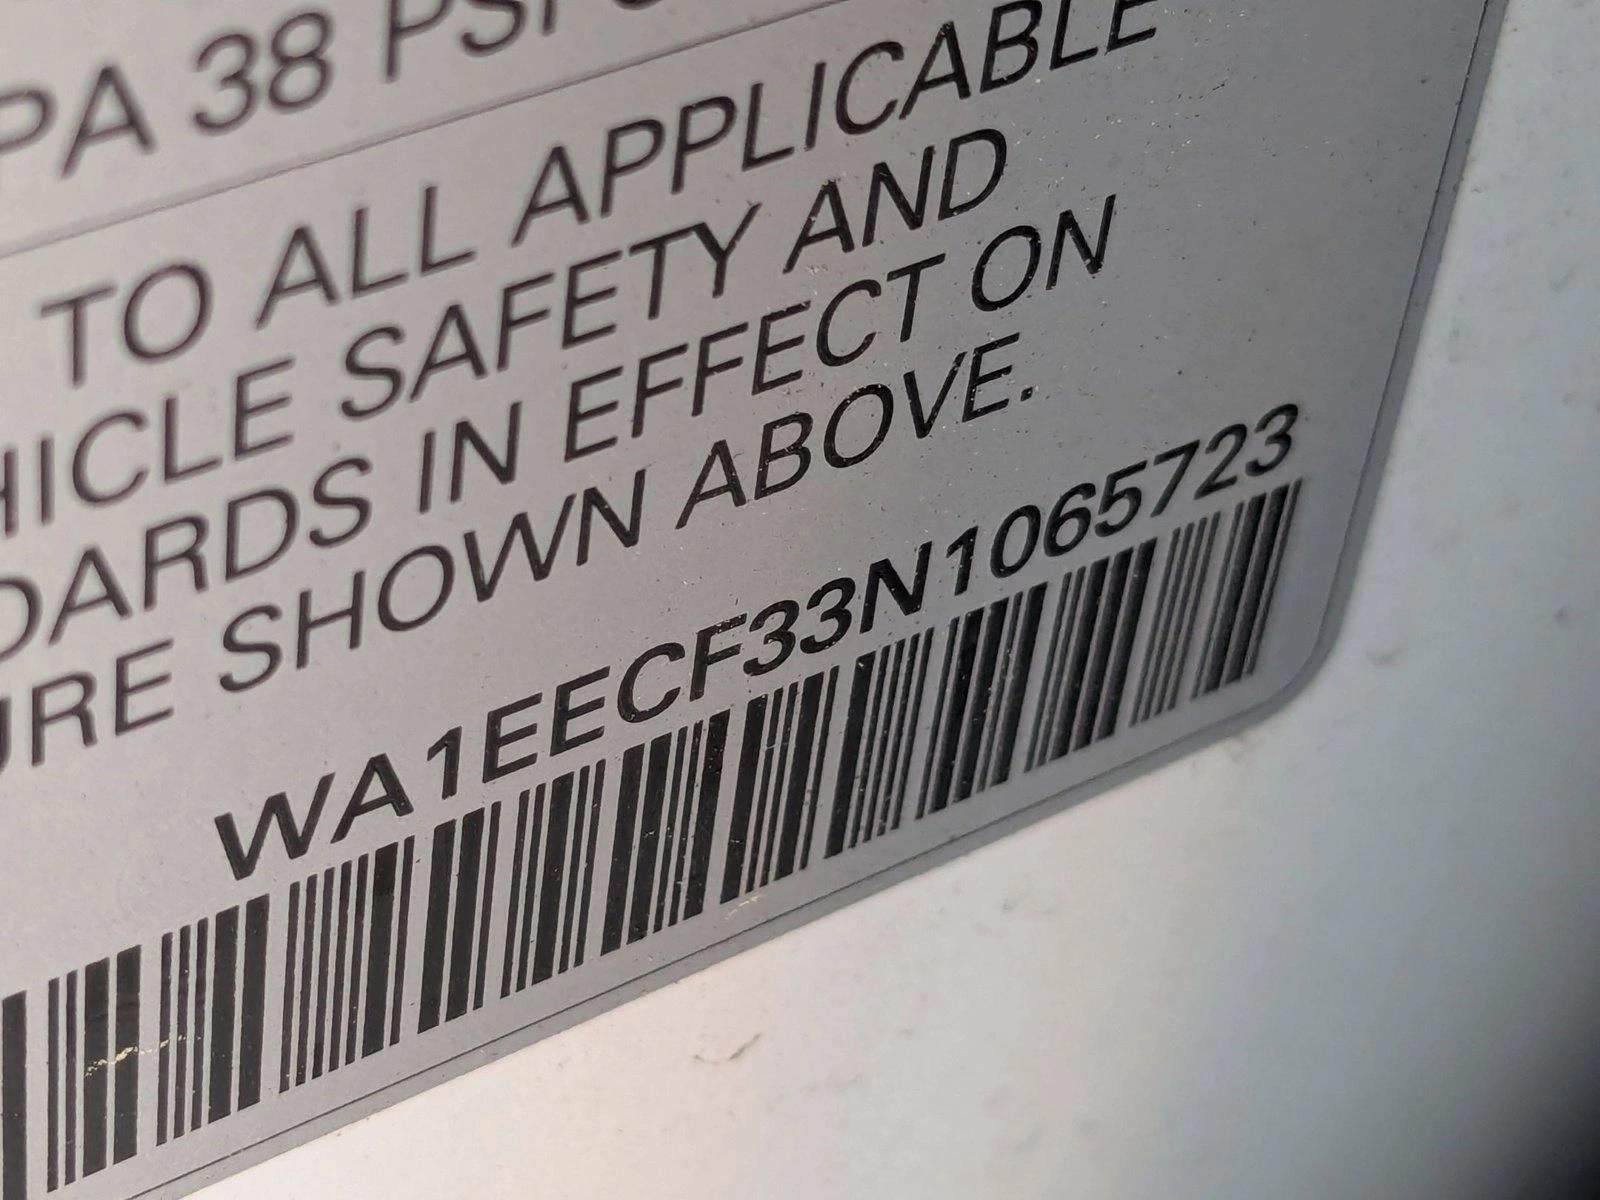 PA 38 PSI
TO ALL APPLICABLE
HICLE SAFETY AND
DARDS IN EFFECT ON
URE SHOWN ABOVE.
WA1EECF33N1065723